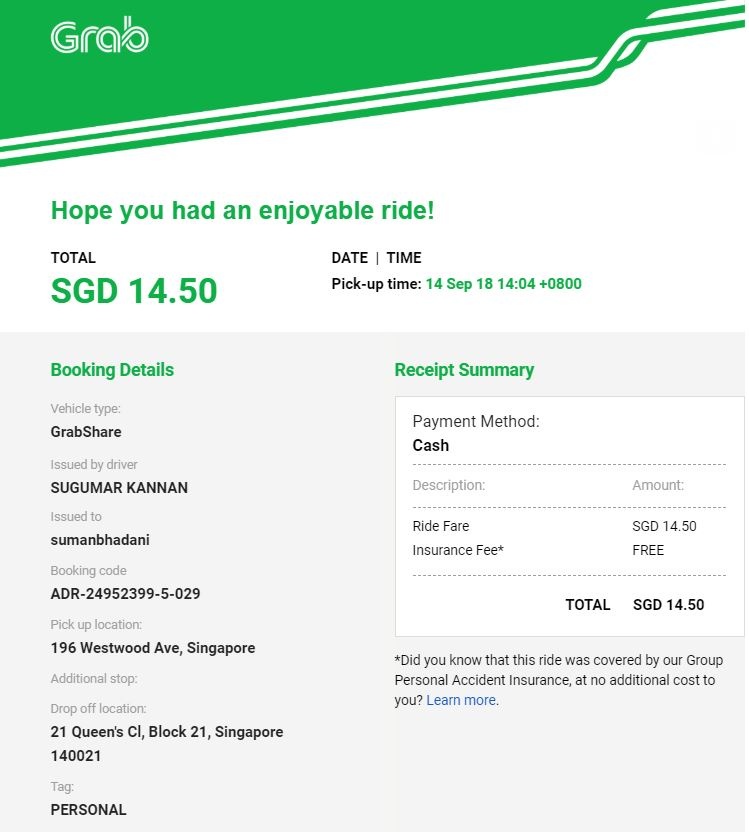 Grab
Hope you had an enjoyable ride!
TOTAL
SGD 14.50
DATE | TIME
Pick-up time: 14 Sep 18 14:04 +0800
Booking Details
Vehicle type:
GrabShare
Issued by driver
SUGUMAR KANNAN
Issued to
sumanbhadani
Booking code
ADR-24952399-5-029
Pick up location:
196 Westwood Ave, Singapore
Additional stop:
Drop off location:
21 Queen's Cl, Block 21, Singapore
140021
Tag:
PERSONAL
Receipt Summary
Payment Method:
Cash
Description: Amount:
Ride Fare SGD 14.50
Insurance Fee* FREE
TOTAL SGD 14.50
*Did you know that this ride was covered by our Group
Personal Accident Insurance, at no additional cost to
you? Learn more.